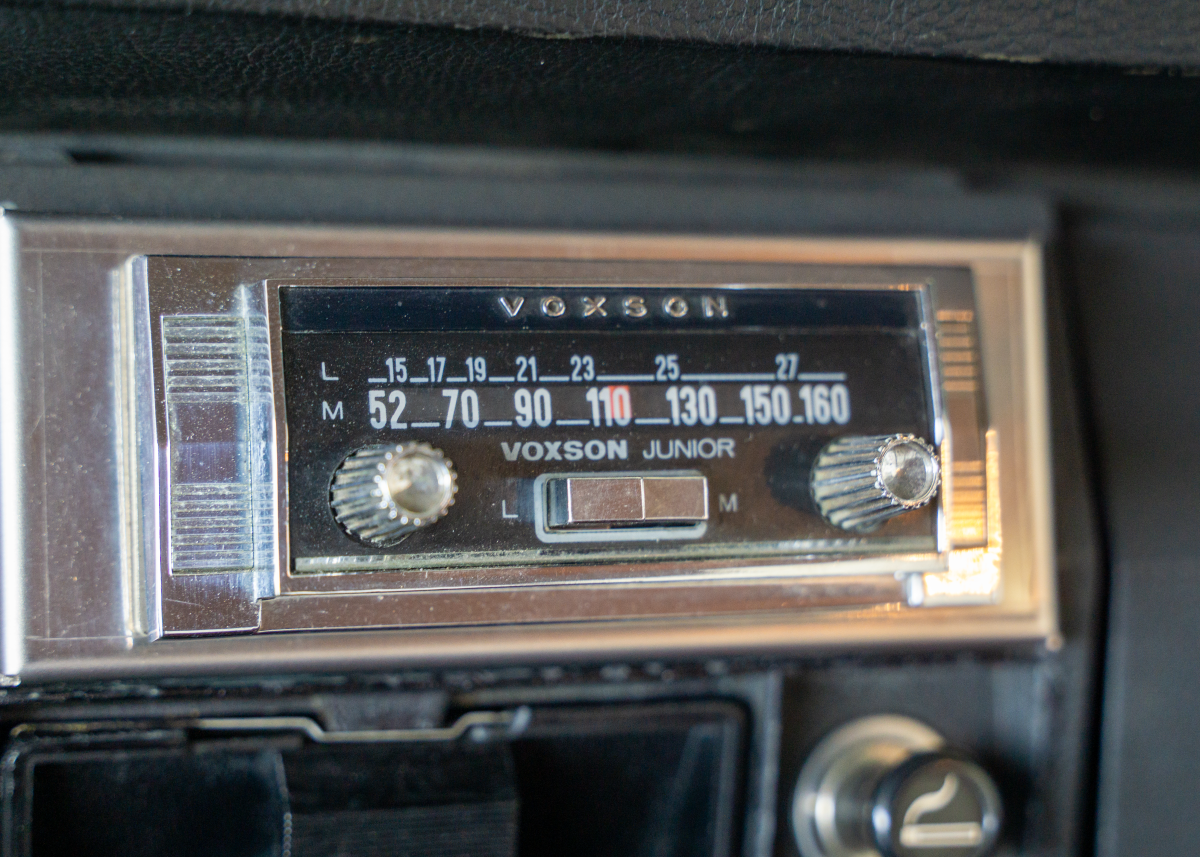 VOXSON
L 15 17 19 21 23 25 27
M 52 70 90 110 130 150 160
VOXSON JUNIOR
L M